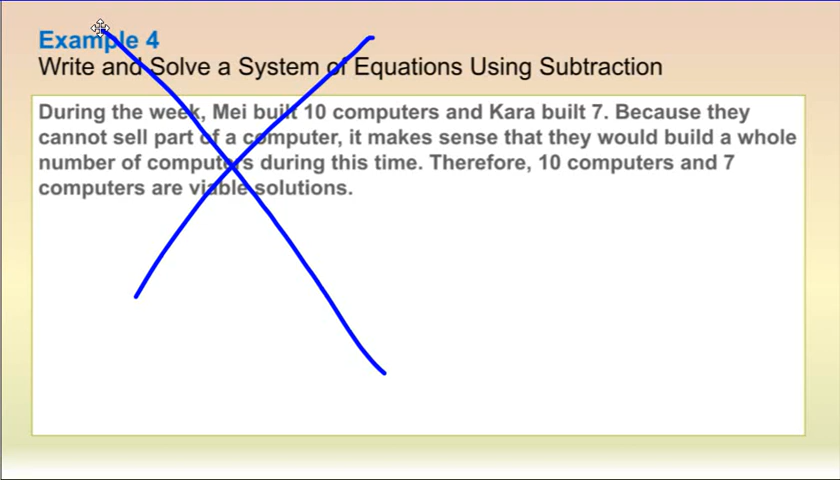 Example 4
Write and Solve a System of Equations Using Subtraction
During the week, Mei built 10 computers and Kara built 7. Because they
cannot sell part of a computer, it makes sense that they would build a whole
number of computers during this time. Therefore, 10 computers and 7
computers are viable solutions.